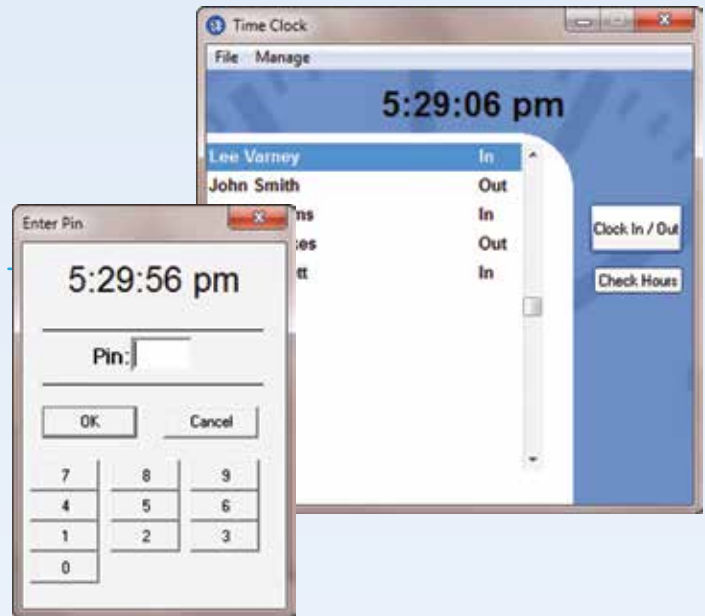 Time Clock
File Manage
5:29:06 pm
Lee Varney In
John Smith Out
In
Out
In
Clock In / Out
Check Hours
Enter Pin
5:29:56 pm
Pin:
OK Cancel
7 8 9
4 5 6
1 2 3
0